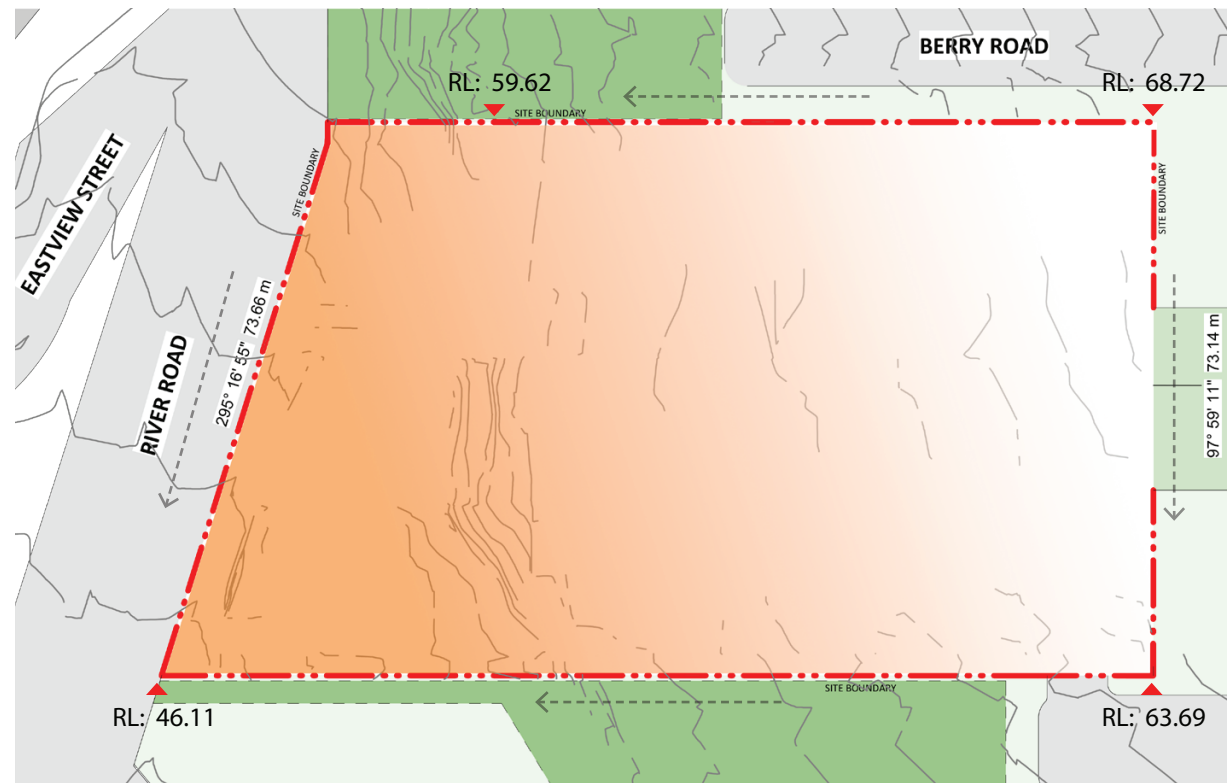 BERRY ROAD
RL: 59.62
RL: 68.72
SITE BOUNDARY
EASTVIEW STREET
SITE BOUNDARY
SITE BOUNDARY
RIVER ROAD
295° 16' 55" 73.66 m
97° 59' 11" 73.14 m
SITE BOUNDARY
RL: 46.11
RL: 63.69